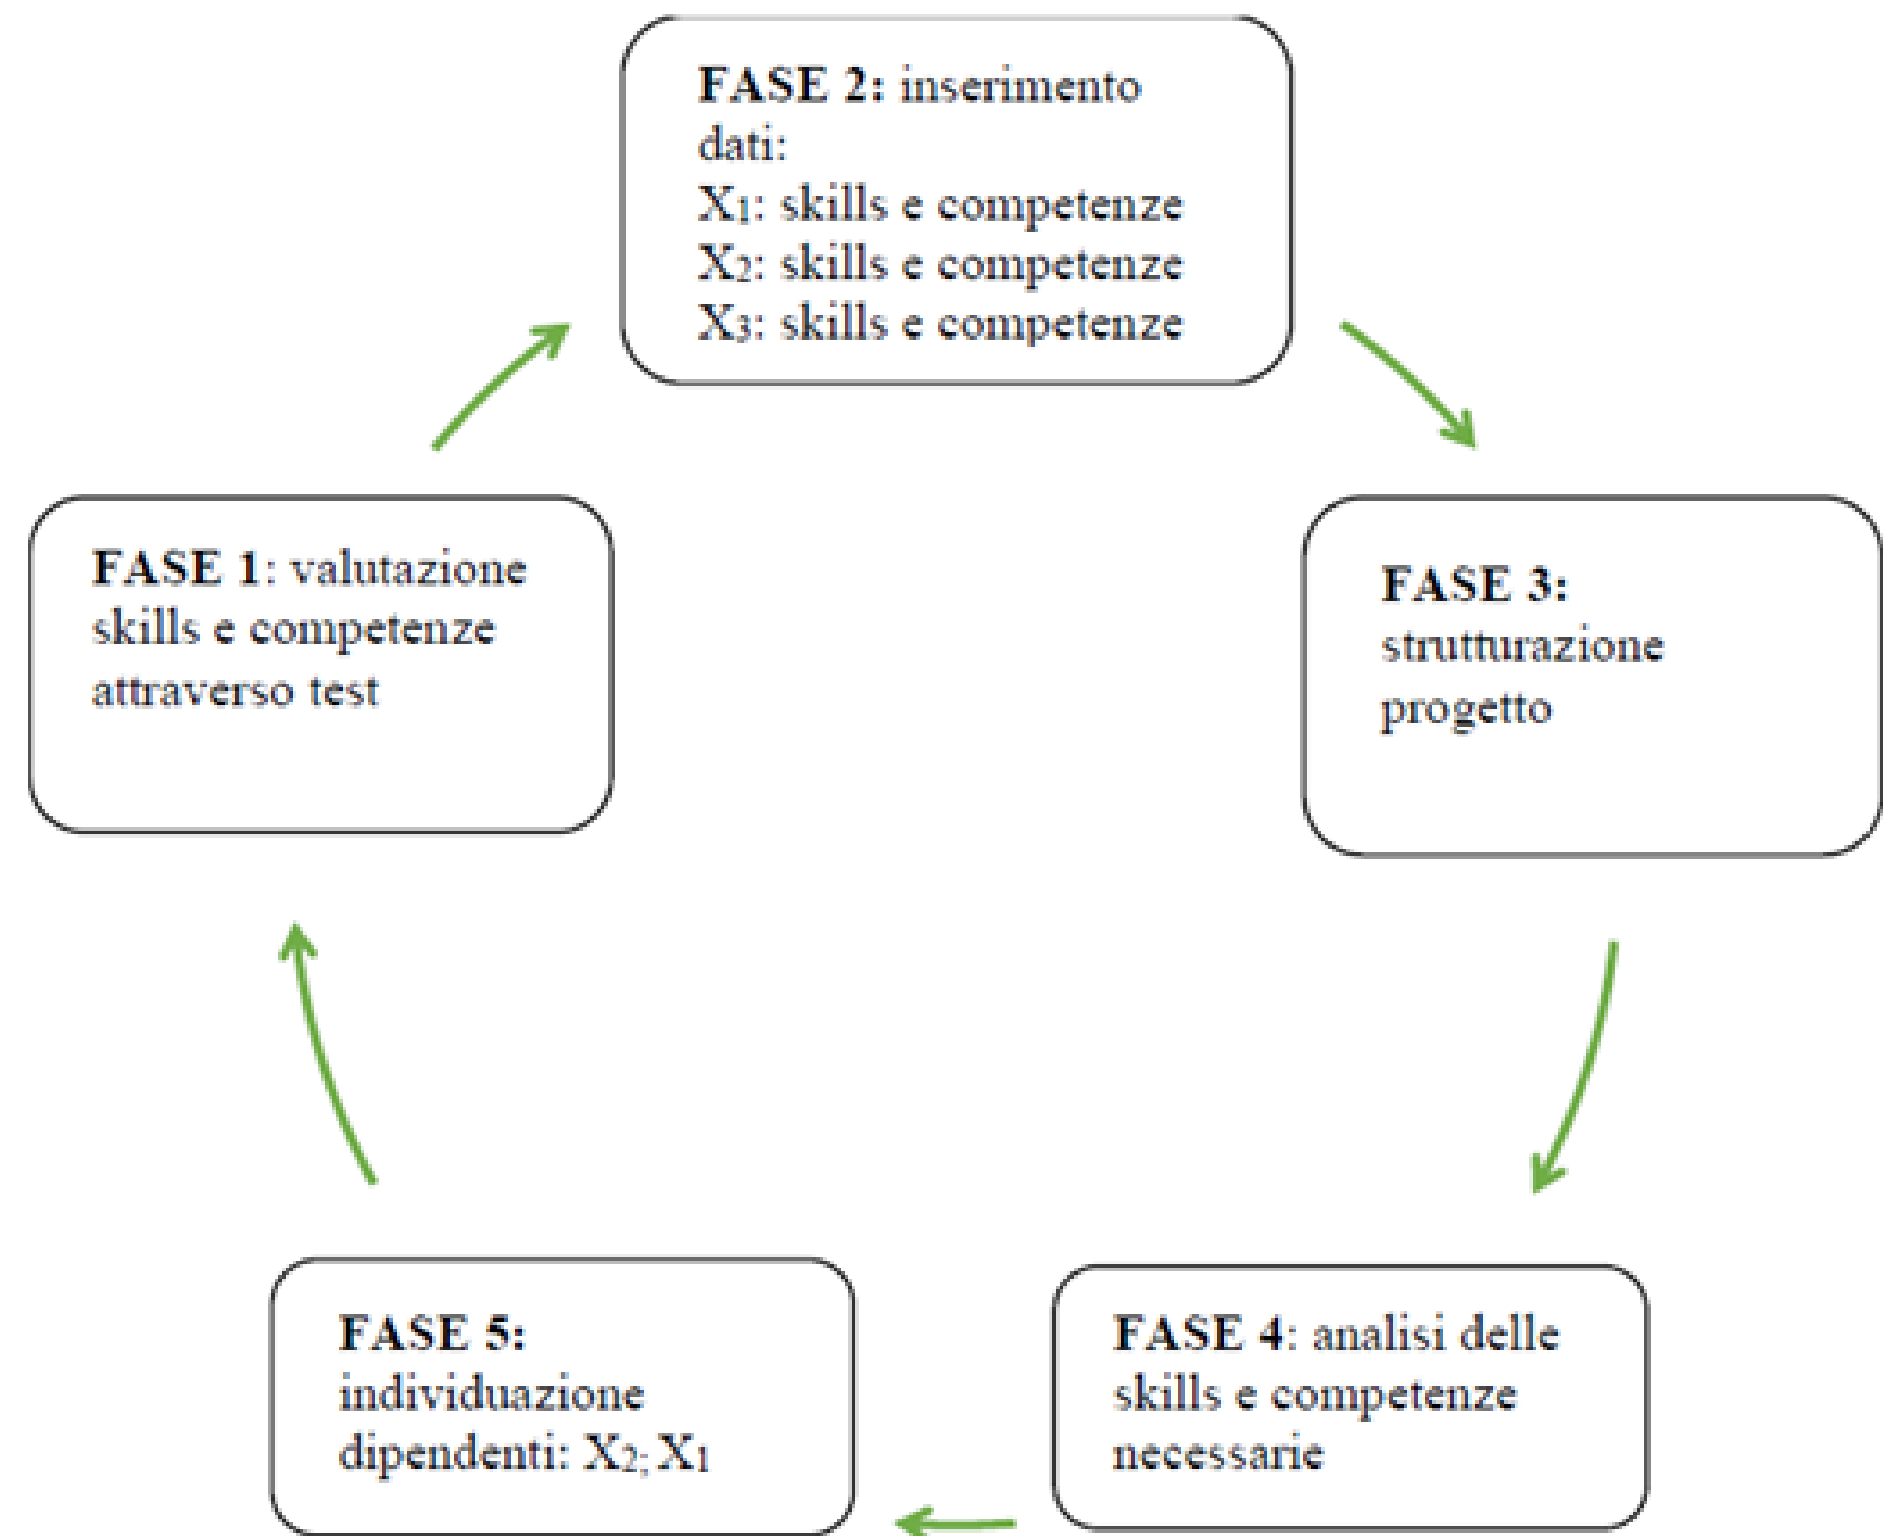 FASE 1: valutazione
skills e competenze
attraverso test
FASE 2: inserimento
dati:
X1: skills e competenze
X2: skills e competenze
X3: skills e competenze
FASE 3:
strutturazione
progetto
FASE 4: analisi delle
skills e competenze
necessarie
FASE 5:
individuazione
dipendenti: X2; X1